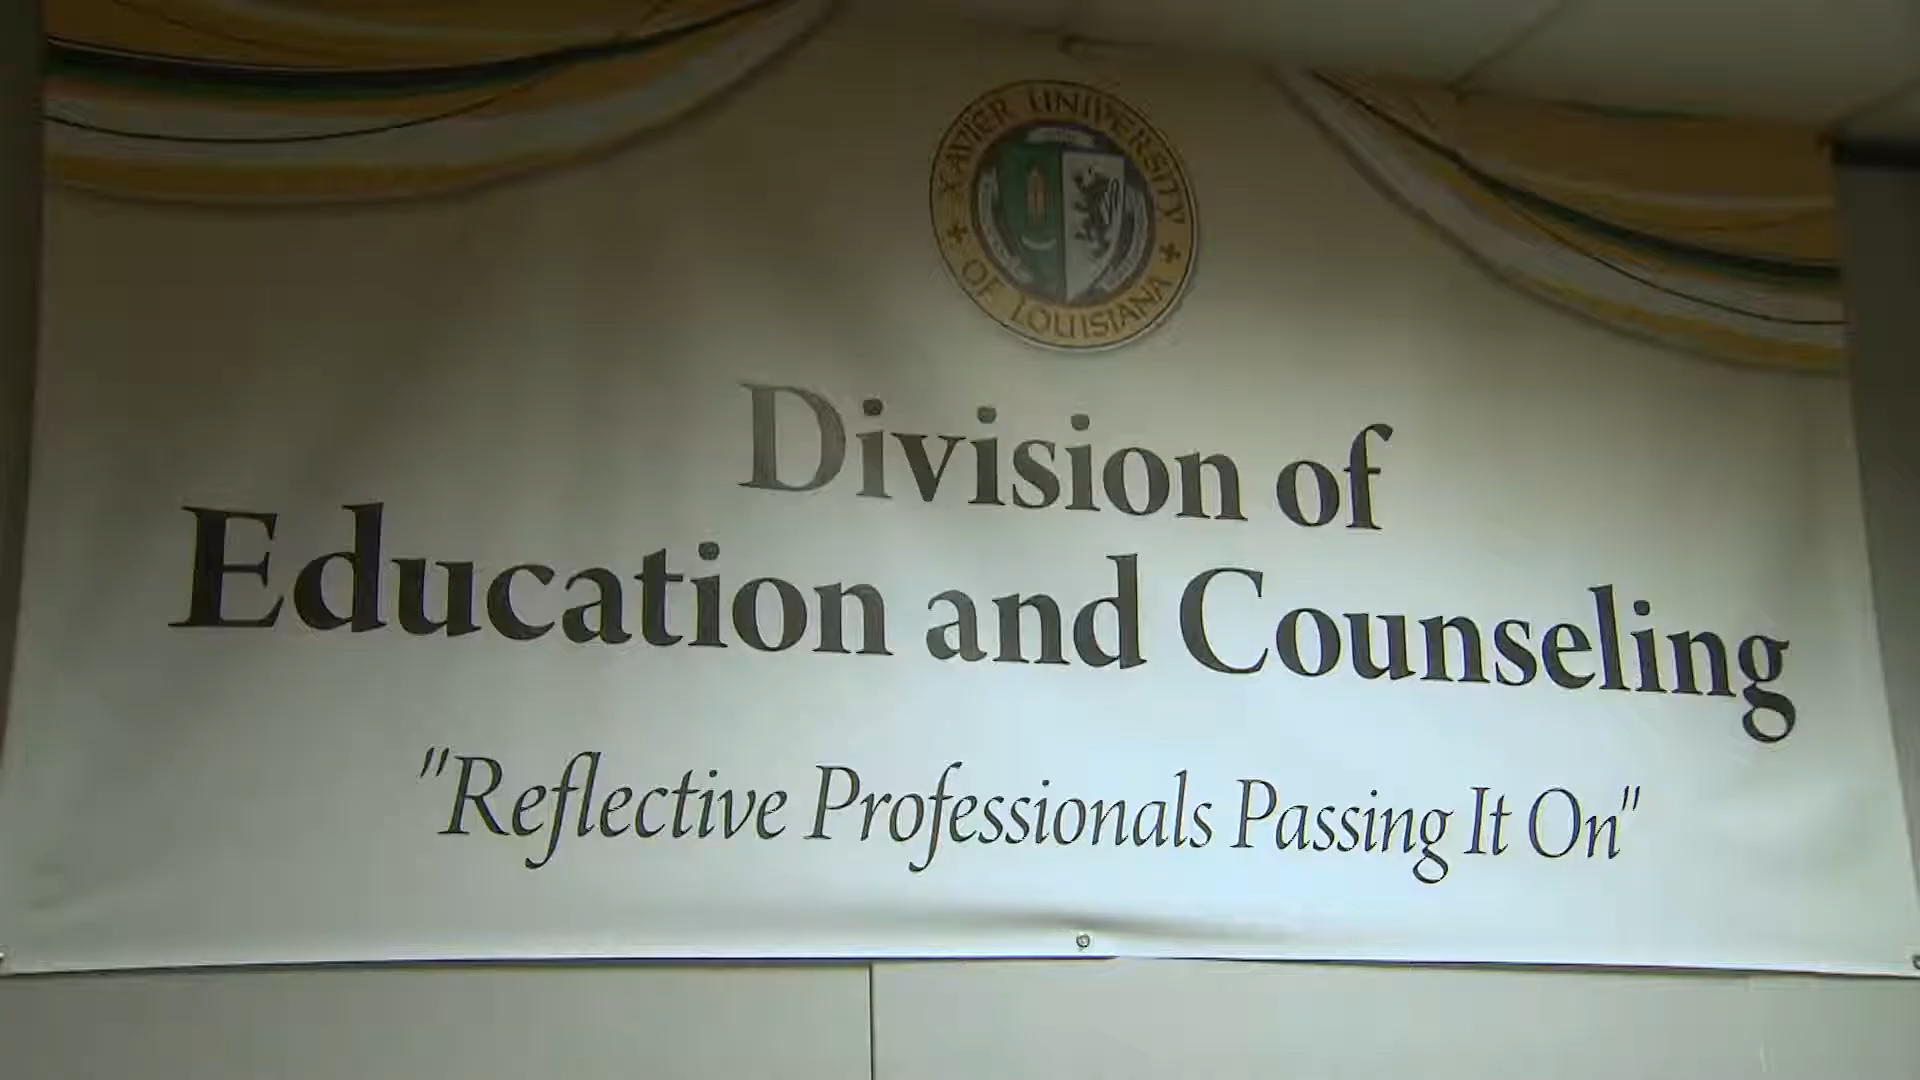 XAVIER UNIVERSITY
OF LOUISIANA
Division of
Education and Counseling
"Reflective Professionals Passing It On"